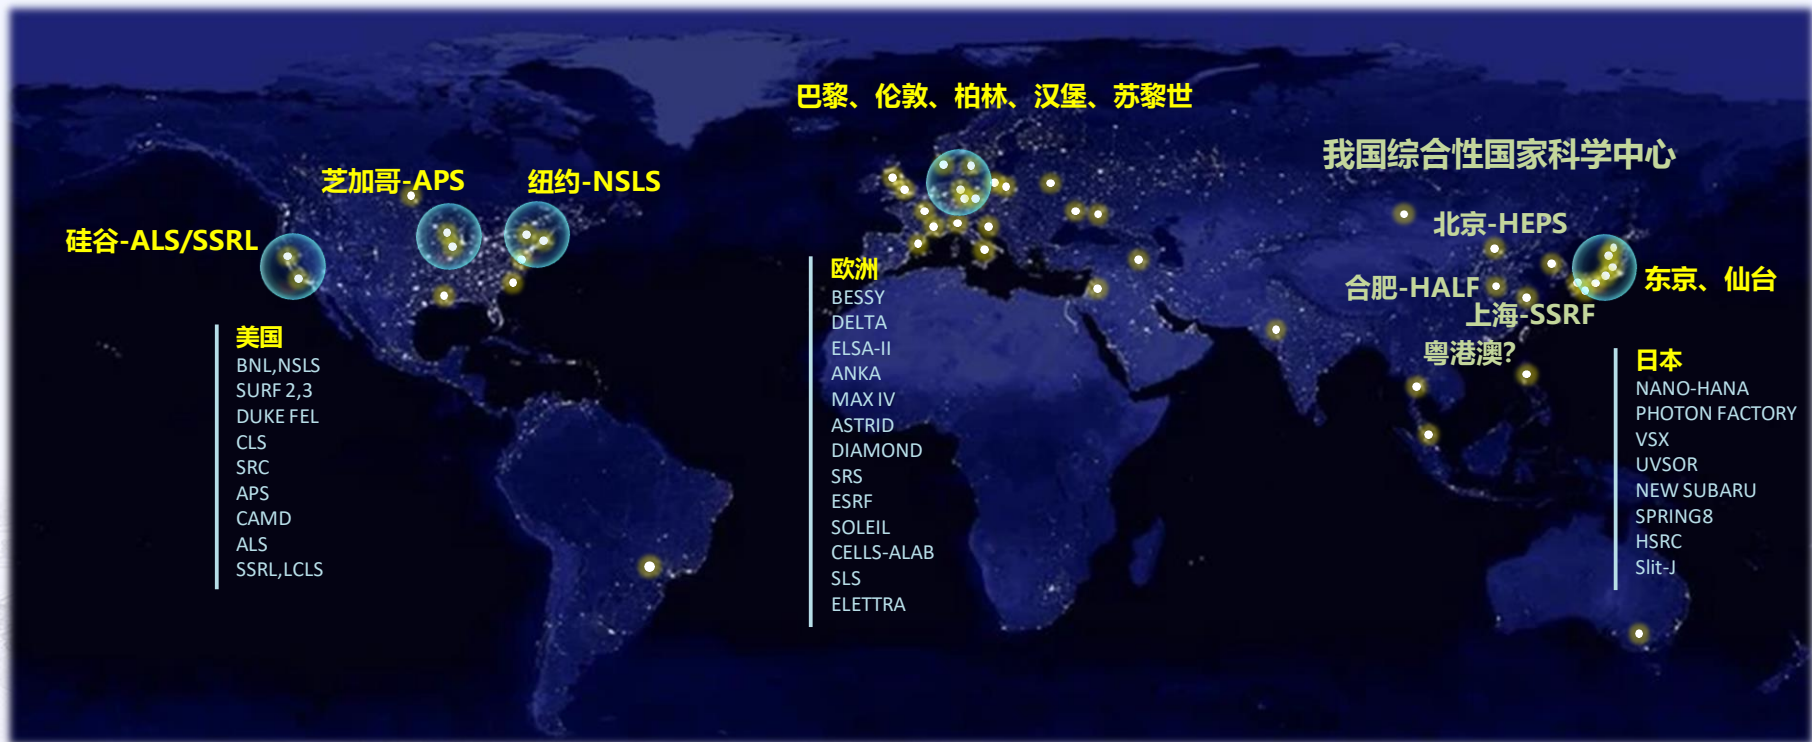 巴黎、伦敦、柏林、汉堡、苏黎世
我国综合性国家科学中心
芝加哥-APS
纽约-NSLS
硅谷-ALS/SSRL
北京-HEPS
合肥-HALF
上海-SSRF
粤港澳?
东京、仙台
美国
BNL,NSLS
SURF 2,3
DUKE FEL
CLS
SRC
APS
CAMD
ALS
SSRL,LCLS
欧洲
BESSY
DELTA
ELSA-II
ANKA
MAX IV
ASTRID
DIAMOND
SRS
ESRF
SOLEIL
CELLS-ALAB
SLS
ELETTRA
日本
NANO-HANA
PHOTON FACTORY
VSX
UVSOR
NEW SUBARU
SPRING8
HSRC
Slit-J